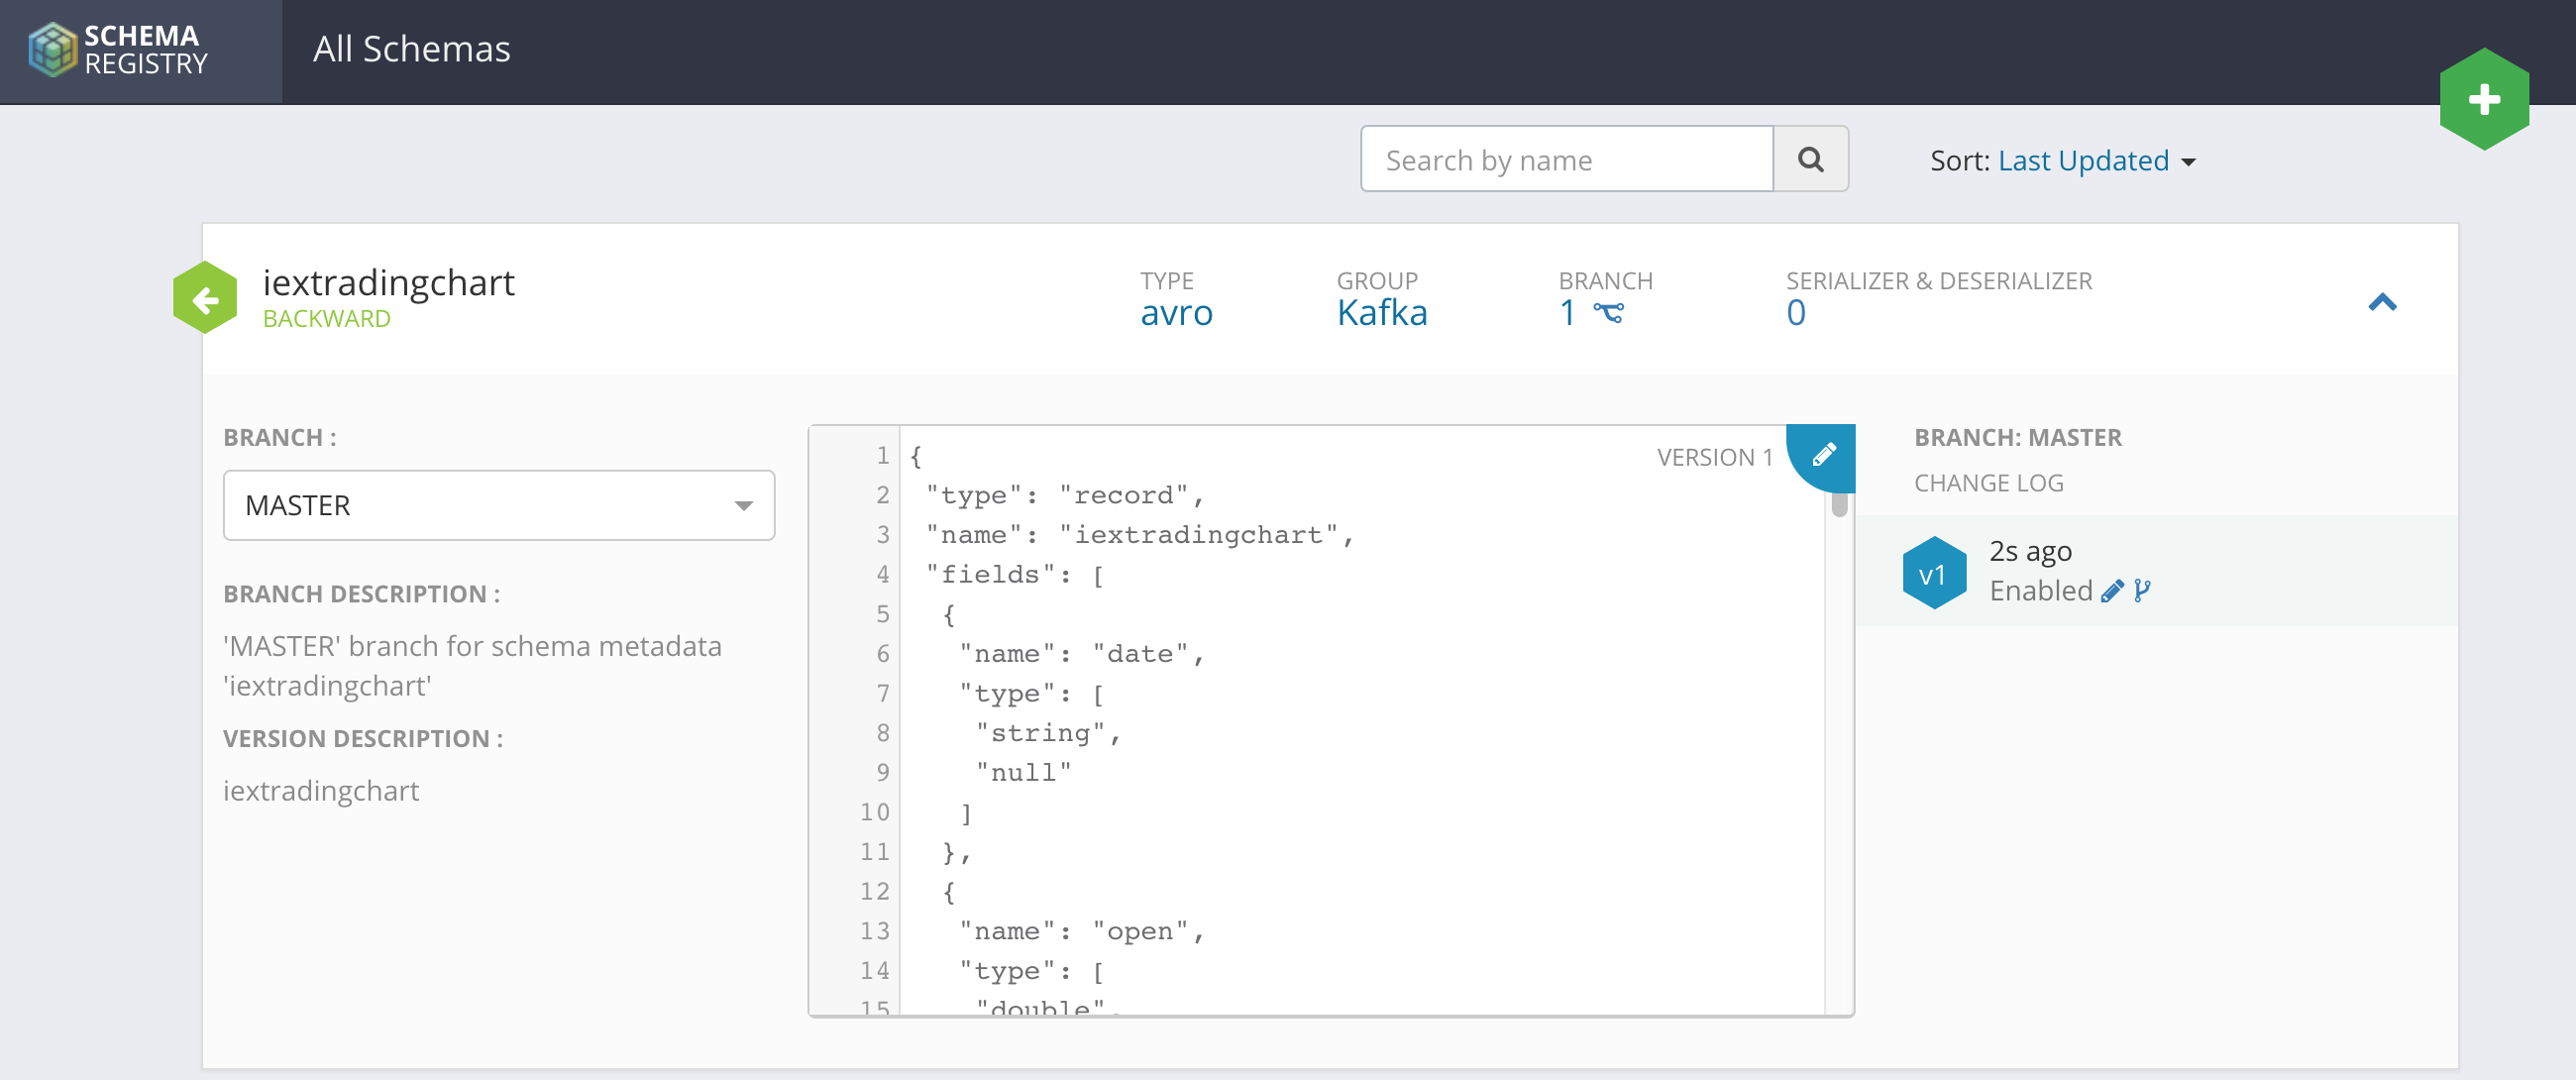 SCHEMA
REGISTRY
All Schemas
Search by name
Sort: Last Updated
iextradingchart
BACKWARD
TYPE
avro
GROUP
Kafka
BRANCH
1
SERIALIZER & DESERIALIZER
0
BRANCH :
MASTER
BRANCH DESCRIPTION :
'MASTER' branch for schema metadata
'iextradingchart'
VERSION DESCRIPTION :
iextradingchart
VERSION 1
1 {
2 "type": "record",
3 "name": "iextradingchart",
4 "fields": [
5 {
6 "name": "date",
7 "type": [
8 "string",
9 "null"
10 ]
11 },
12 {
13 "name": "open",
14 "type": [
15 "double",
BRANCH: MASTER
CHANGE LOG
v1
2s ago
Enabled